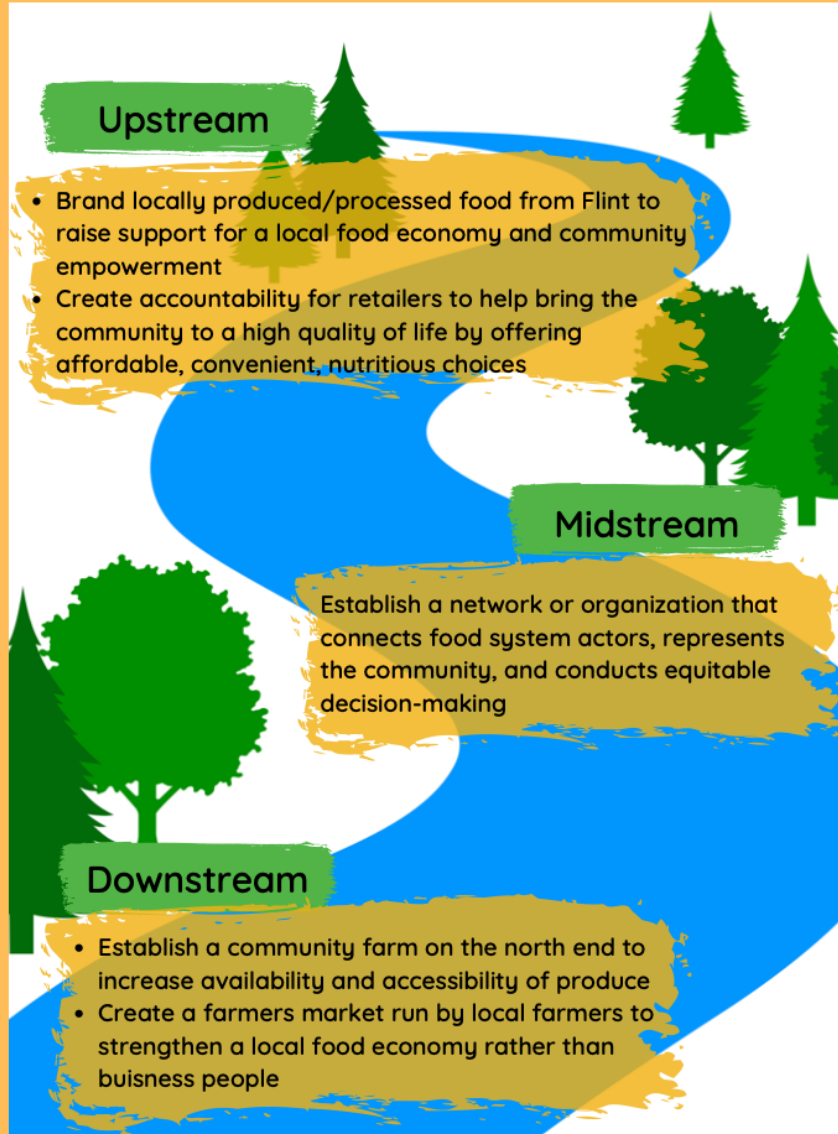 Upstream
• Brand locally produced/processed food from Flint to
raise support for a local food economy and community
empowerment
• Create accountability for retailers to help bring the
community to a high quality of life by offering
affordable, convenient, nutritious choices
Midstream
Establish a network or organization that
connects food system actors, represents
the community, and conducts equitable
decision-making
Downstream
• Establish a community farm on the north end to
increase availability and accessibility of produce
• Create a farmers market run by local farmers to
strengthen a local food economy rather than
buisness people